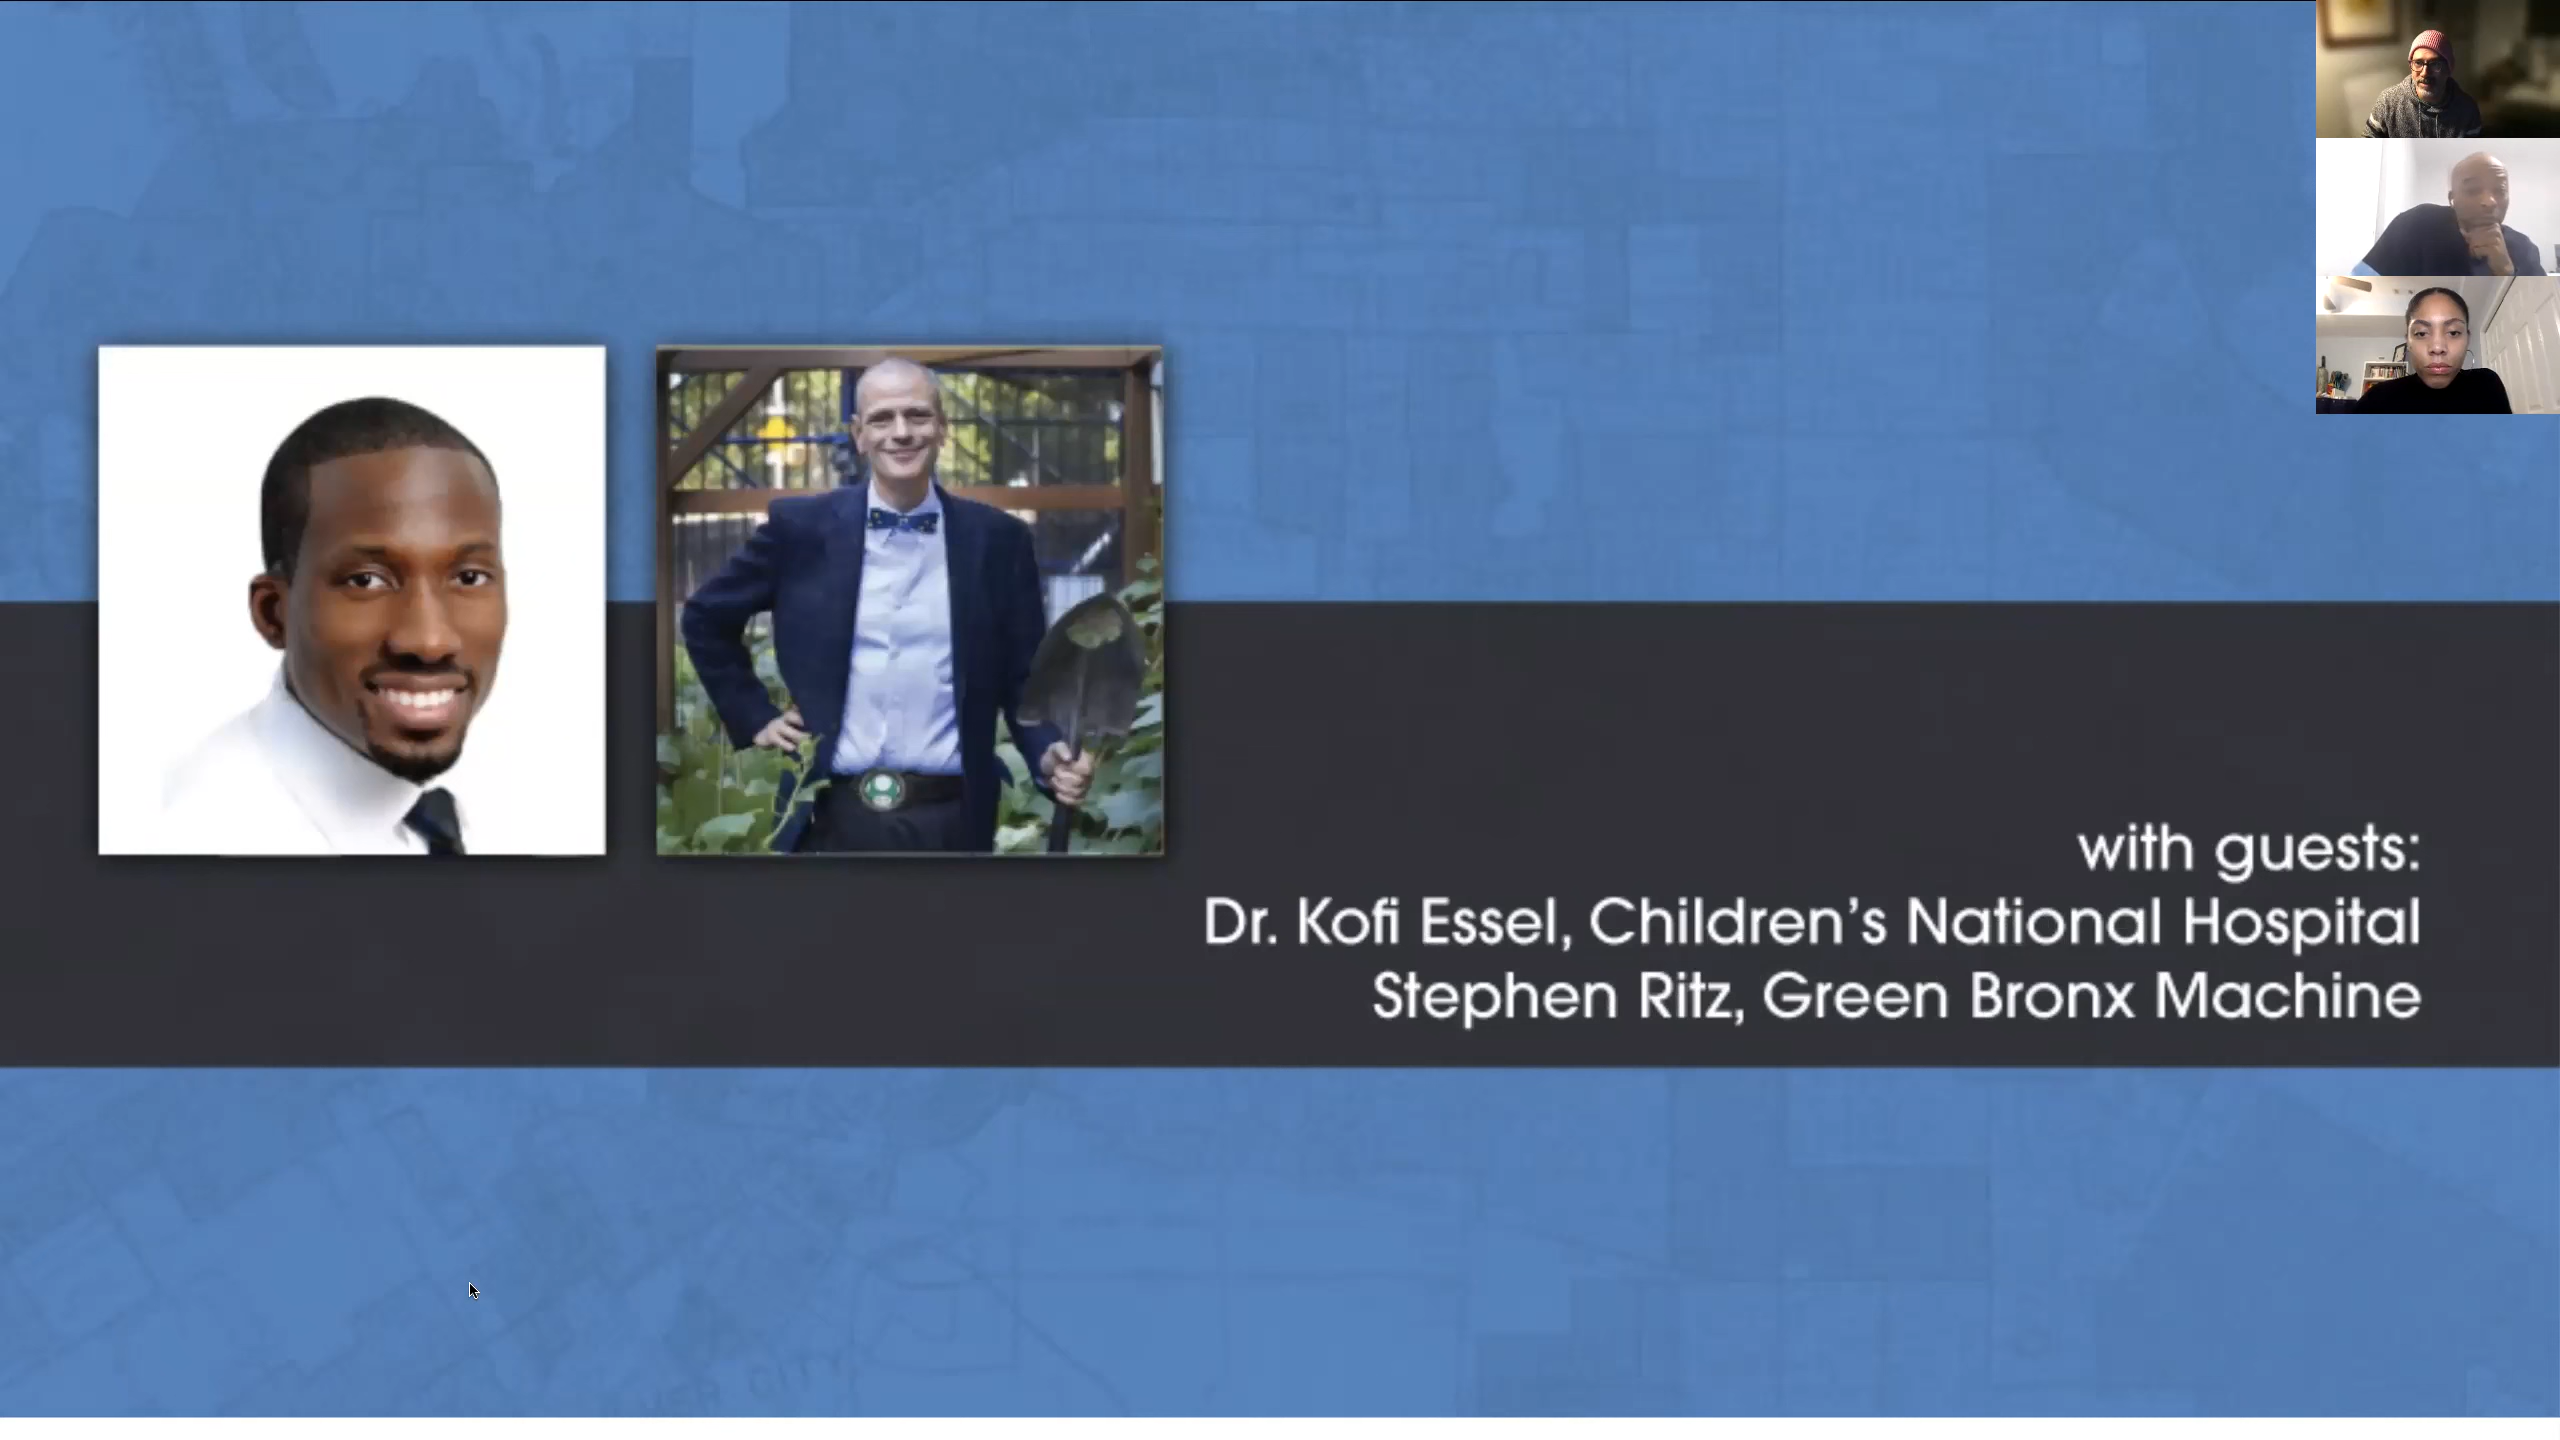 with guests:
Dr. Kofi Essel, Children’s National Hospital
Stephen Ritz, Green Bronx Machine